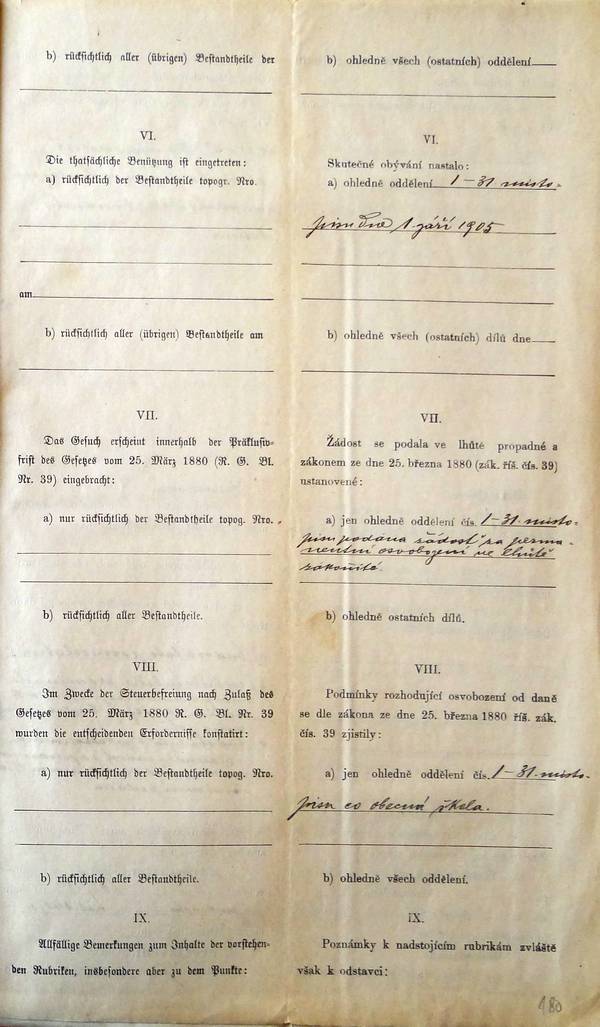 b) rückſichtlich aller (übrigen) Beſtandtheile der
VI.
Die thatſächliche Benützung iſt eingetreten:
a) rückſichtlich der Beſtandtheile topogr. Nro.
am
b) rückſichtlich aller (übrigen) Beſtandtheile am
VII.
Das Geſuch erſcheint innerhalb der Präkluſiv-
friſt des Geſetzes vom 25. März 1880 (R. G. Bl.
Nr. 39) eingebracht:
a) nur rückſichtlich der Beſtandtheile topog. Nro.
b) rückſichtlich aller Beſtandtheile.
VIII.
Im Zwecke der Steuerbefreiung nach Zulaß des
Geſetzes vom 25. März 1880 R. G. Bl. Nr. 39
wurden die entſcheidenden Erforderniſſe konſtatirt:
a) nur rückſichtlich der Beſtandtheile topog. Nro.
b) rückſichtlich aller Beſtandtheile.
IX.
Allfällige Bemerkungen zum Inhalte der vorſtehen-
den Rubriken, insbeſondere aber zu dem Punkte:
b) ohledně všech (ostatních) oddělení
VI.
Skutečné obývání nastalo:
a) ohledně oddělení 1–31 místo-
pisu dne 1. září 1905
b) ohledně všech (ostatních) dílů dne
VII.
Žádost se podala ve lhůtě propadné a
zákonem ze dne 25. března 1880 (zák. říš. čís. 39)
ustanovené:
a) jen ohledně oddělení čís. 1–31 místo-
pisu podána žádost za perma-
nentní osvobození ve lhůtě
zákonité.
b) ohledně ostatních dílů.
VIII.
Podmínky rozhodující osvobození od daně
se dle zákona ze dne 25. března 1880 říš. zák.
čís. 39 zjistily:
a) jen ohledně oddělení čís. 1–31 místo-
pisu co obecná škola.
b) ohledně všech oddělení.
IX.
Poznámky k nadstojícím rubrikám zvláště
však k odstavci:
180